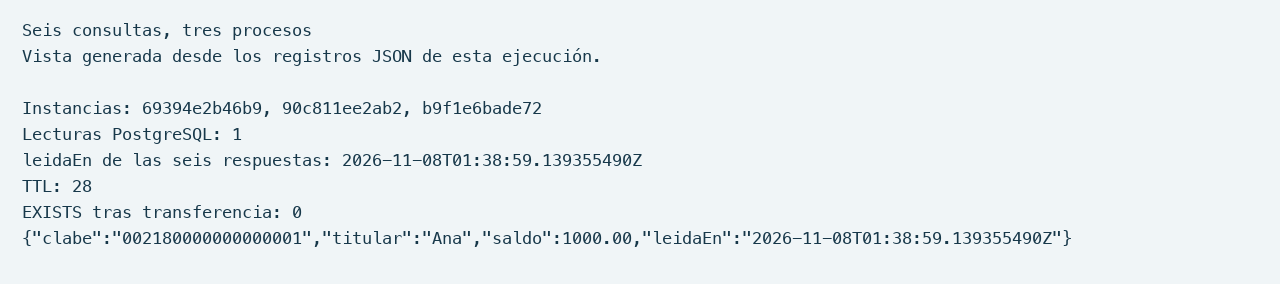 Seis consultas, tres procesos
Vista generada desde los registros JSON de esta ejecución.
Instancias: 69394e2b46b9, 90c811ee2ab2, b9f1e6bade72
Lecturas PostgreSQL: 1
leidaEn de las seis respuestas: 2026−11−08T01:38:59.139355490Z
TTL: 28
EXISTS tras transferencia: 0
{"clabe":"002180000000000001","titular":"Ana","saldo":1000.00,"leidaEn":"2026−11−08T01:38:59.139355490Z"}